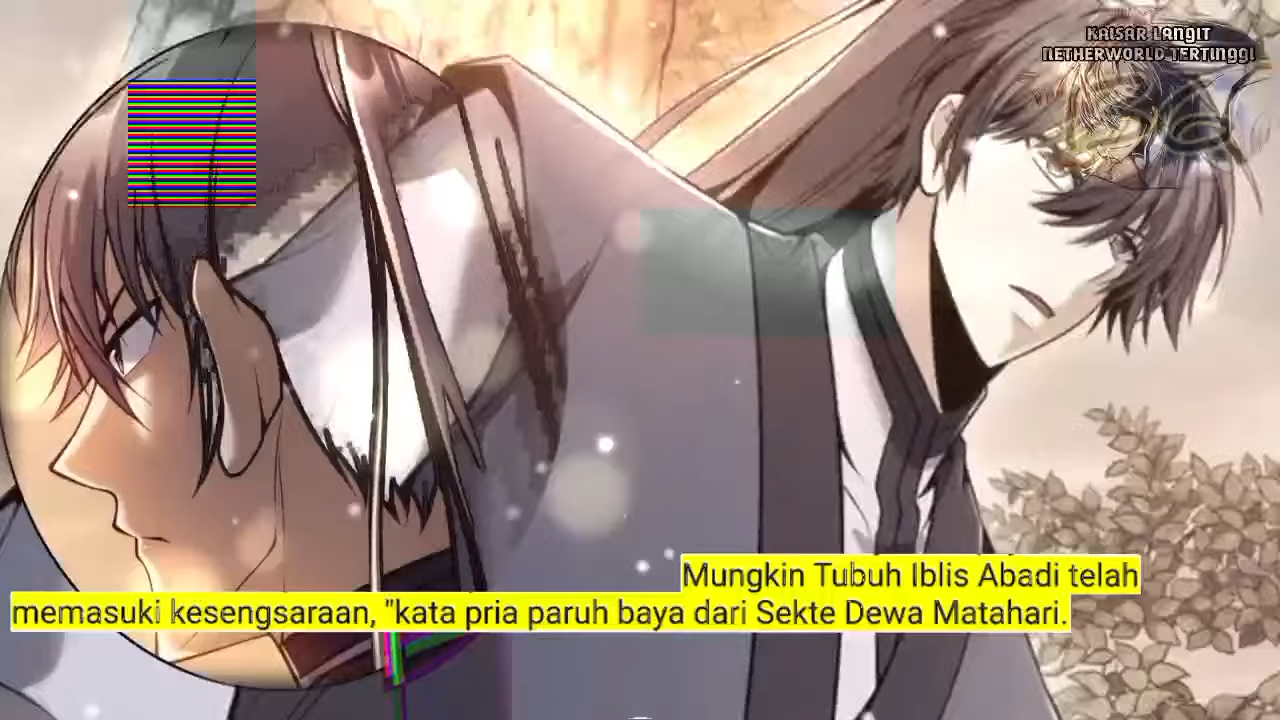 KAISAR LANGIT
NETHERWORLD TERTINGGI
Mungkin Tubuh Iblis Abadi telah
memasuki kesengsaraan, "kata pria paruh baya dari Sekte Dewa Matahari.